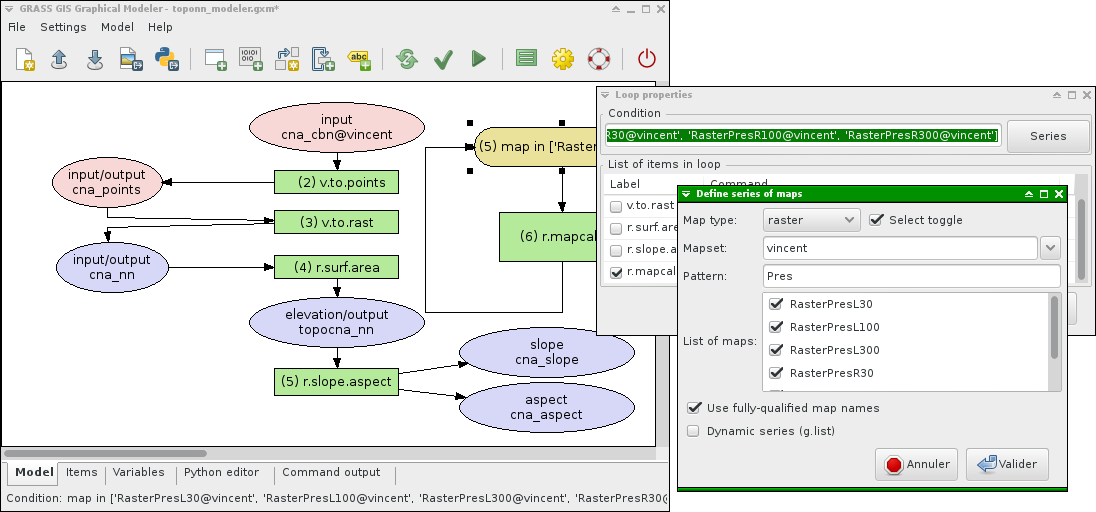 GRASS GIS Graphical Modeler - toponn_modeler.gxm*
File Settings Model Help
010
101
010
abc
input
cna_cbn@vincent
(5) map in ['Raster
input/output
cna_points
(2) v.to.points
(3) v.to.rast
(6) r.mapcal
input/output
cna_nn
(4) r.surf.area
elevation/output
topocna_nn
slope
cna_slope
(5) r.slope.aspect
aspect
cna_aspect
Model Items Variables Python editor Command output
Condition: map in ['RasterPresL30@vincent', 'RasterPresL100@vincent', 'RasterPresL300@vincent', 'RasterPresR30@
Loop properties
Condition
R30@vincent', 'RasterPresR100@vincent', 'RasterPresR300@vincent']
Series
List of items in loop
Label Command
v.to.rast
r.surf.are
r.slope.a
r.mapcal
Define series of maps
Map type: raster Select toggle
Mapset: vincent
Pattern: Pres
List of maps:
RasterPresL30
RasterPresL100
RasterPresL300
RasterPresR30
Use fully-qualified map names
Dynamic series (g.list)
Annuler Valider